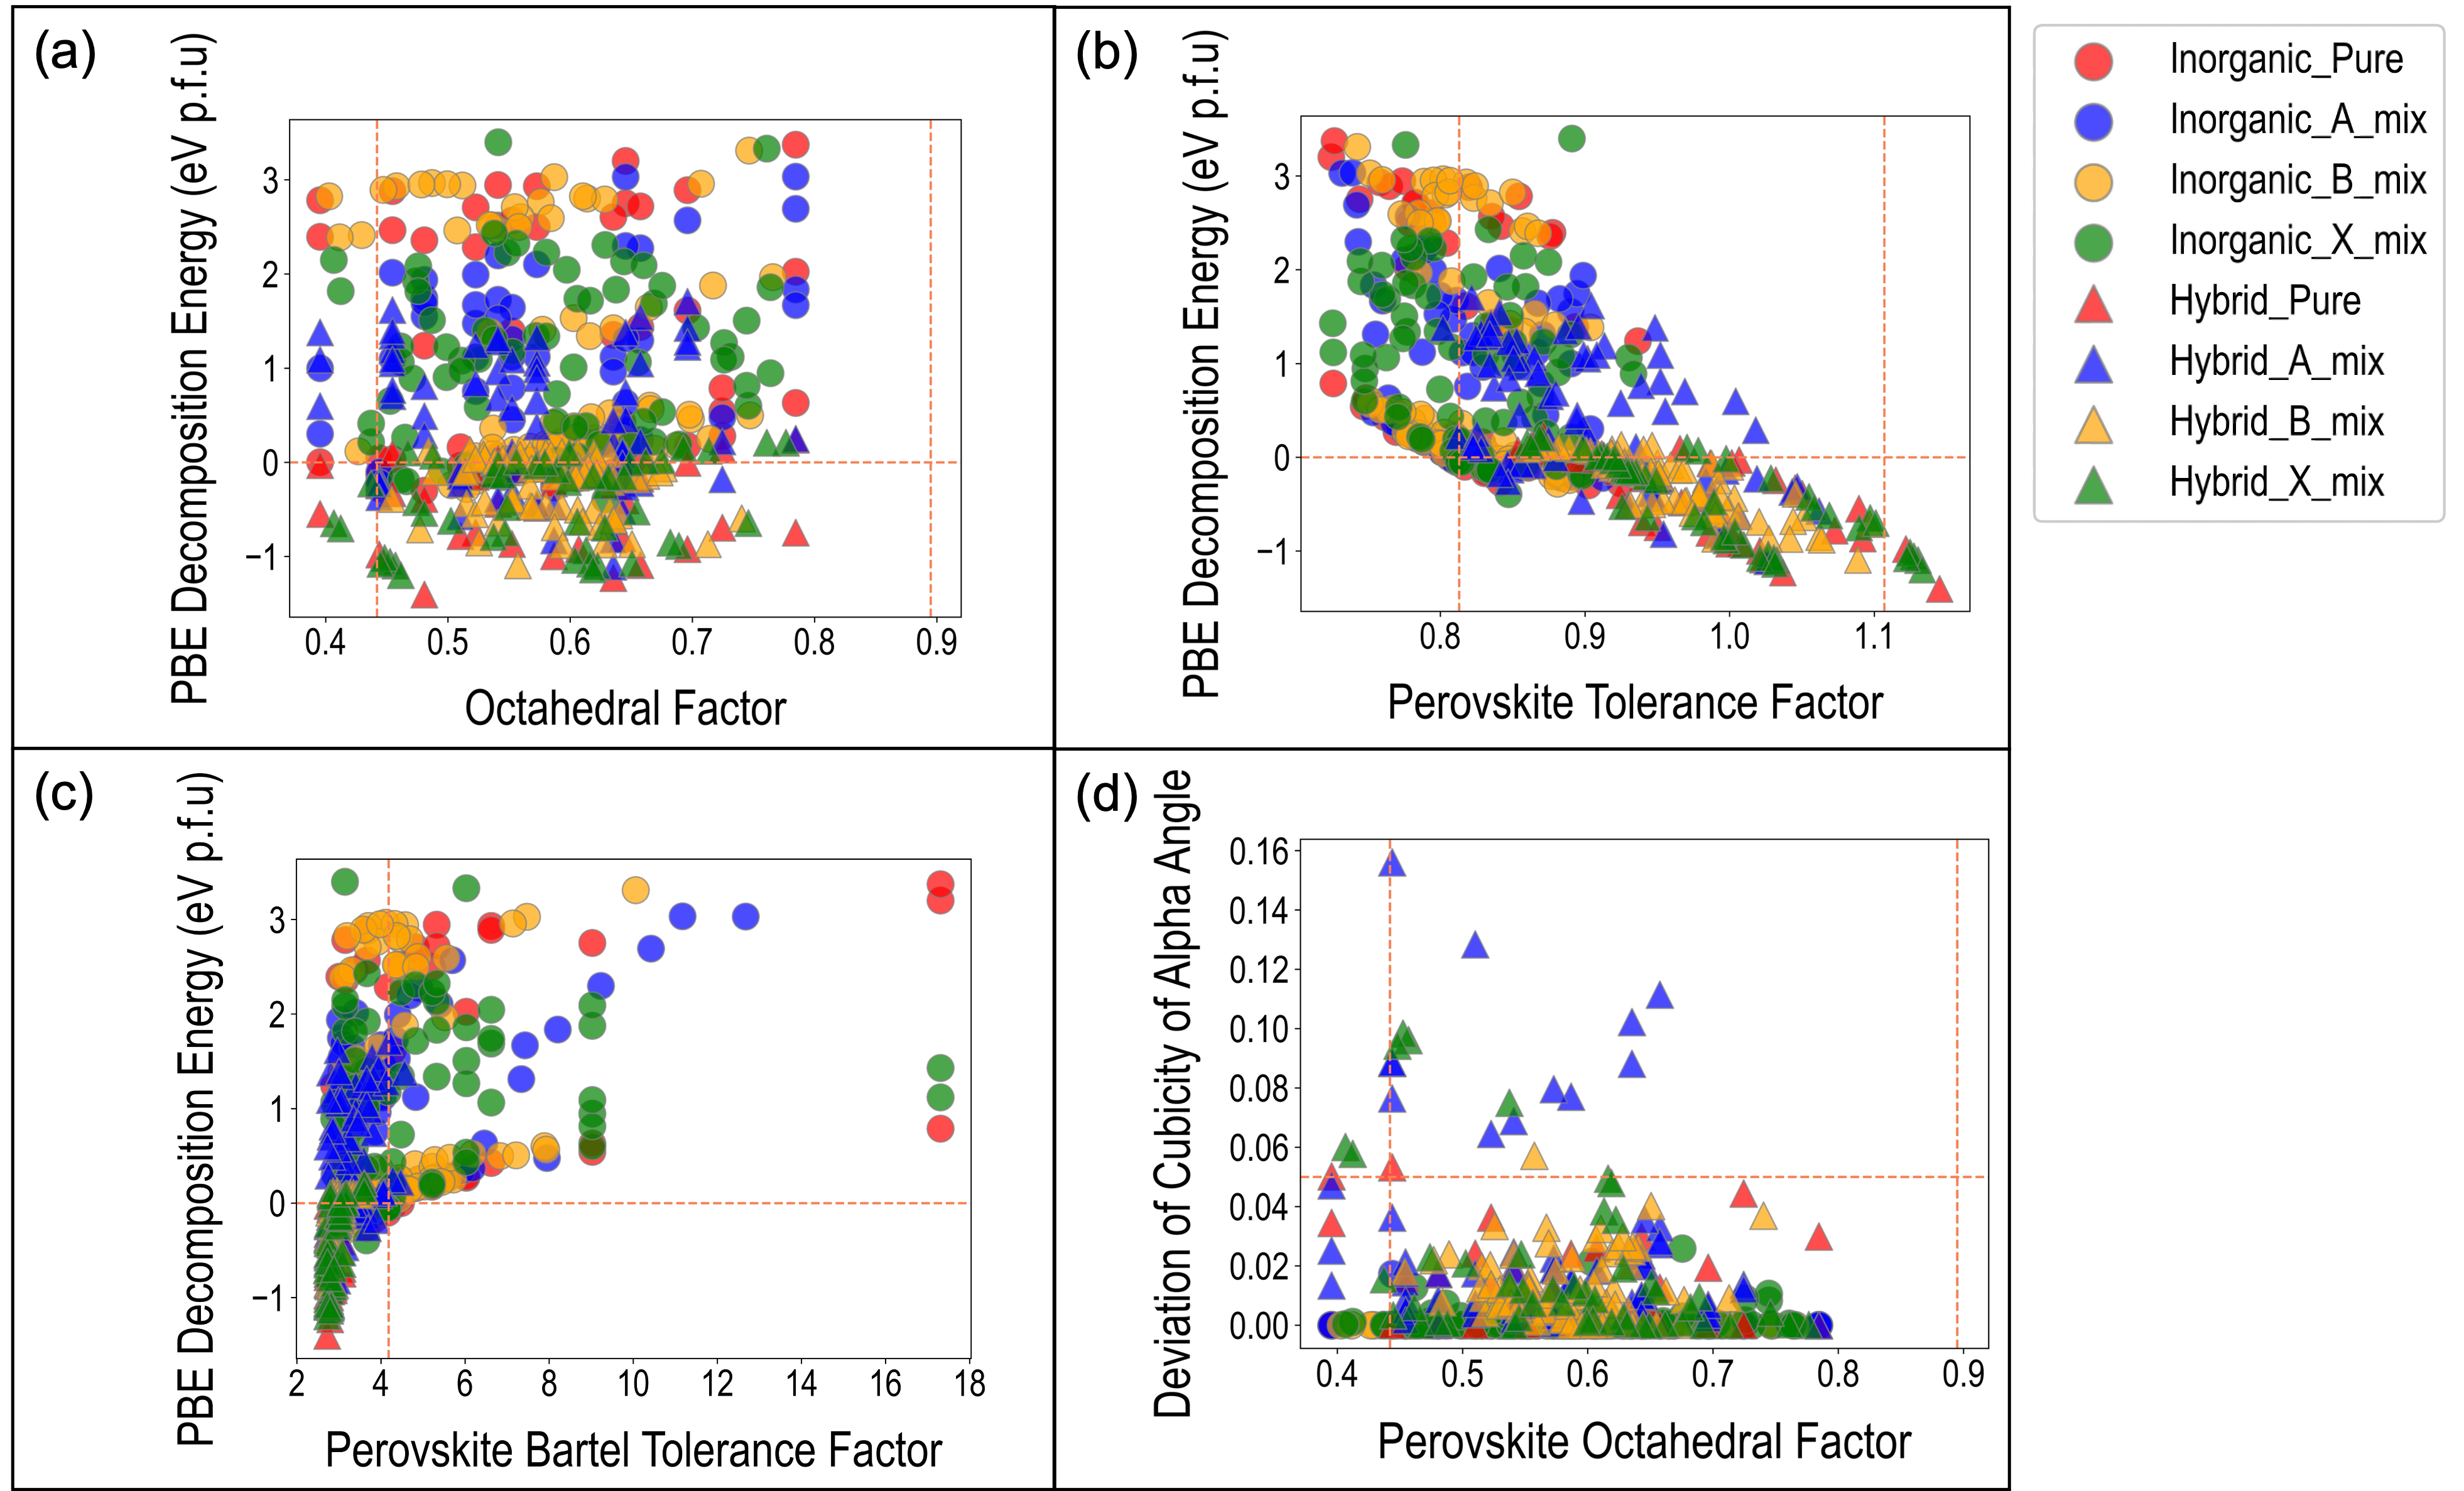 (a)
PBE Decomposition Energy (eV p.f.u)
3
2
1
0
−1
0.4 0.5 0.6 0.7 0.8 0.9
Octahedral Factor
(b)
PBE Decomposition Energy (eV p.f.u)
3
2
1
0
−1
0.8 0.9 1.0 1.1
Perovskite Tolerance Factor
Inorganic_Pure
Inorganic_A_mix
Inorganic_B_mix
Inorganic_X_mix
Hybrid_Pure
Hybrid_A_mix
Hybrid_B_mix
Hybrid_X_mix
(c)
PBE Decomposition Energy (eV p.f.u)
3
2
1
0
−1
2 4 6 8 10 12 14 16 18
Perovskite Bartel Tolerance Factor
(d)
Deviation of Cubicity of Alpha Angle
0.16
0.14
0.12
0.10
0.08
0.06
0.04
0.02
0.00
0.4 0.5 0.6 0.7 0.8 0.9
Perovskite Octahedral Factor